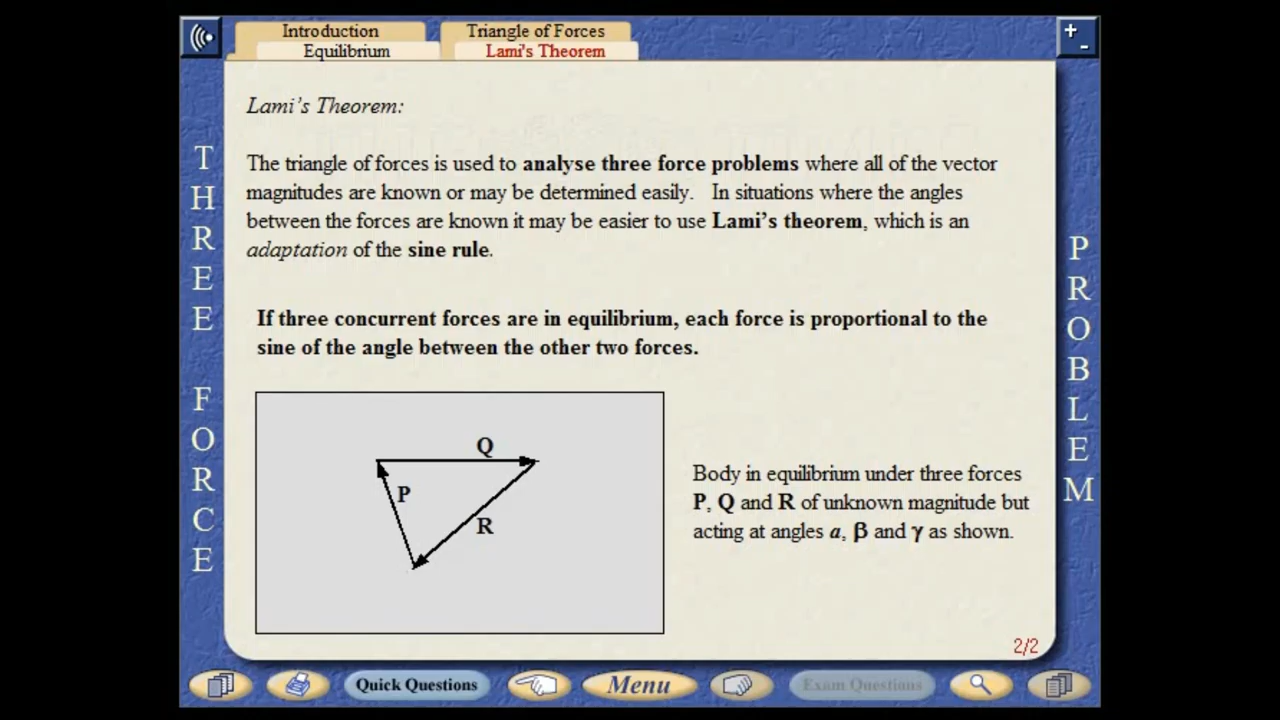 Introduction
Equilibrium
Triangle of Forces
Lami's Theorem
+
-
THREE FORCE
PROBLEM
Lami's Theorem:
The triangle of forces is used to analyse three force problems where all of the vector
magnitudes are known or may be determined easily. In situations where the angles
between the forces are known it may be easier to use Lami's theorem, which is an
adaptation of the sine rule.
If three concurrent forces are in equilibrium, each force is proportional to the
sine of the angle between the other two forces.
Q
P
R
Body in equilibrium under three forces
P, Q and R of unknown magnitude but
acting at angles a, β and γ as shown.
2/2
Quick Questions
Menu
Exam Questions